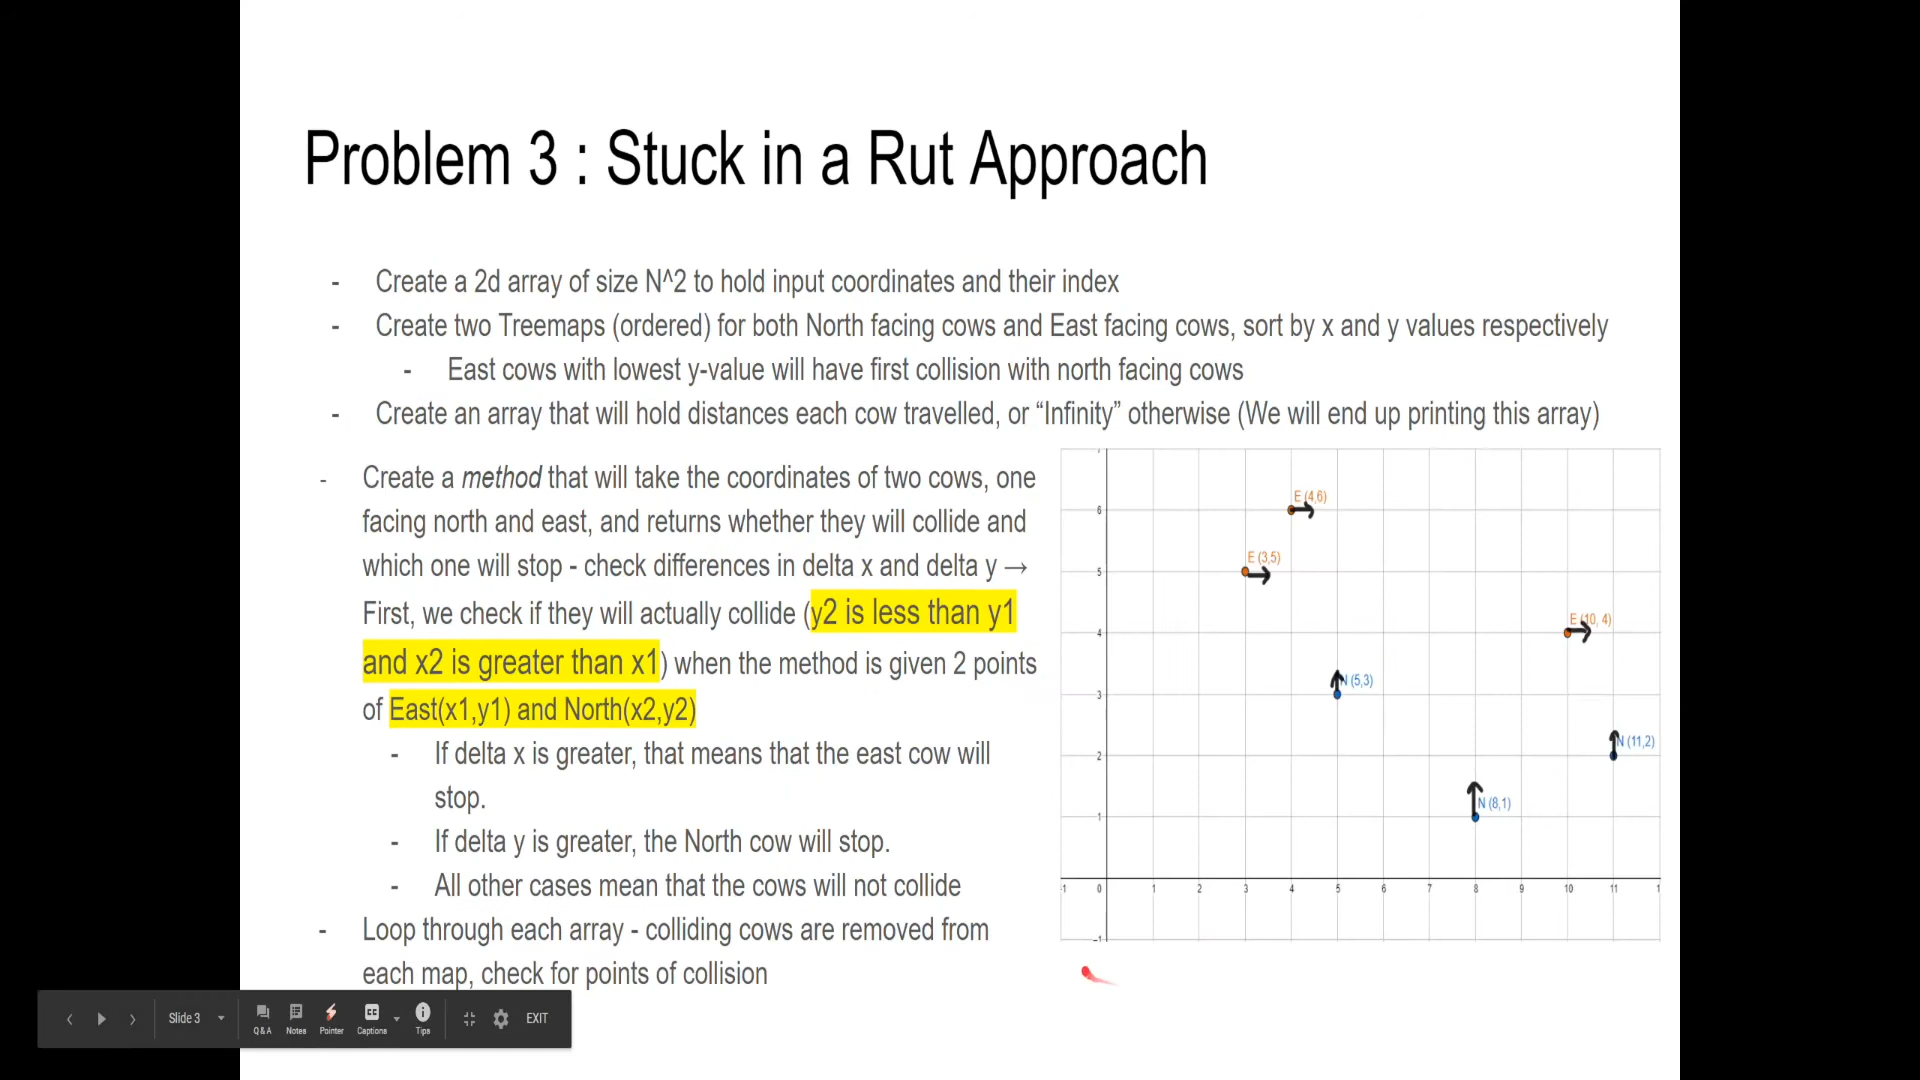 Problem 3 : Stuck in a Rut Approach
- Create a 2d array of size N^2 to hold input coordinates and their index
- Create two Treemaps (ordered) for both North facing cows and East facing cows, sort by x and y values respectively
- East cows with lowest y-value will have first collision with north facing cows
- Create an array that will hold distances each cow travelled, or “Infinity” otherwise (We will end up printing this array)
- Create a method that will take the coordinates of two cows, one
facing north and east, and returns whether they will collide and
which one will stop - check differences in delta x and delta y →
First, we check if they will actually collide (y2 is less than y1
and x2 is greater than x1) when the method is given 2 points
of East(x1,y1) and North(x2,y2)
- If delta x is greater, that means that the east cow will
stop.
- If delta y is greater, the North cow will stop.
- All other cases mean that the cows will not collide
- Loop through each array - colliding cows are removed from
each map, check for points of collision
E (4,6)
6
E (3,5)
5
E (10, 4)
4
N (5,3)
3
N (11,2)
2
N (8,1)
1
-1 0 1 2 3 4 5 6 7 8 9 10 11 1
-1
Slide 3
Q&A Notes Pointer Captions Tips
EXIT